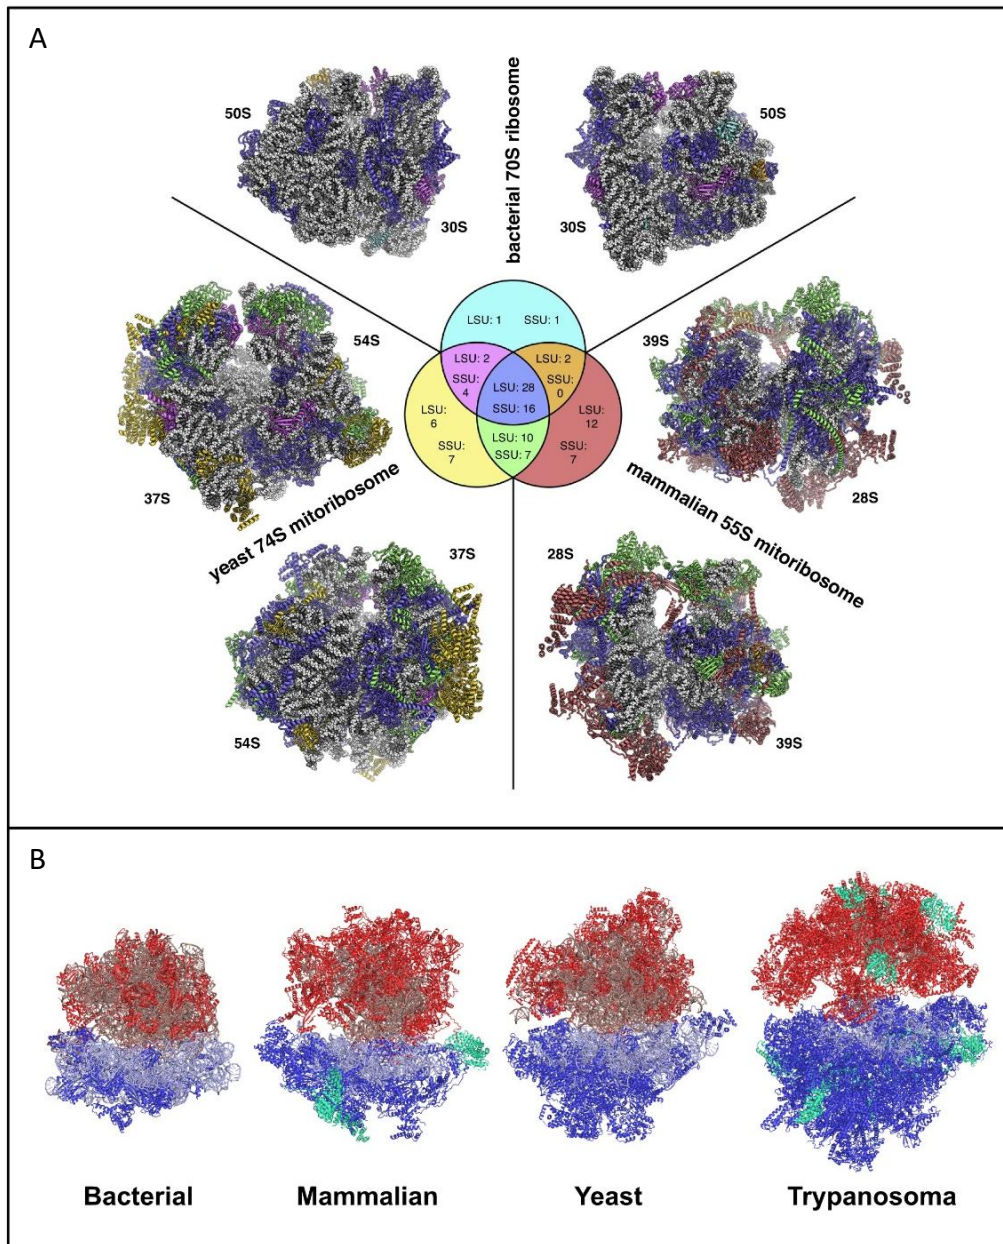 A
50S
30S
bacterial 70S ribosome
50S
30S
54S
37S
yeast 74S mitoribosome
39S
28S
mammalian 55S mitoribosome
LSU: 1
SSU: 1
LSU: 2
SSU:
4
LSU: 2
SSU:
0
LSU: 28
SSU: 16
LSU:
6
SSU:
7
LSU: 10
SSU: 7
LSU:
12
SSU:
7
37S
54S
28S
39S
B
Bacterial
Mammalian
Yeast
Trypanosoma